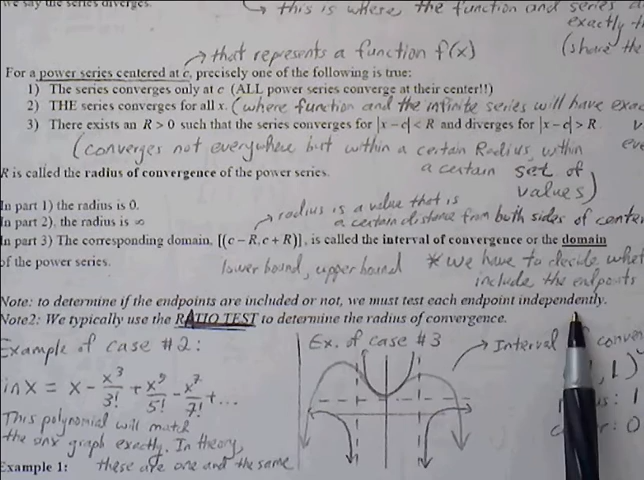 we say the series diverges.
this is where the function and series
exactly
→ that represents a function f(x)
(share the
For a power series centered at c, precisely one of the following is true:
1) The series converges only at c (ALL power series converge at their center!!)
2) THE series converges for all x. (where function and the infinite series will have exac
3) There exists an R > 0 such that the series converges for |x - c| < R and diverges for |x - c| > R.
(converges not everywhere but within a certain Radius, within
a certain set of
values)
R is called the radius of convergence of the power series.
In part 1) the radius is 0.
→ radius is a value that is
In part 2), the radius is ∞
a certain distance from both sides of center
In part 3) The corresponding domain, [(c - R, c + R)], is called the interval of convergence or the domain
of the power series.
lower bound, upper bound
* we have to decide whet
include the endpoints
Note: to determine if the endpoints are included or not, we must test each endpoint independently.
Note2: We typically use the RATIO TEST to determine the radius of convergence.
Example of case #2:
Ex. of case #3
→ Interval conver
, 1)
: 1
: 0
in x = x - x³/3! + x⁵/5! - x⁷/7! + ...
This polynomial will match
the sinx graph exactly. In theory,
these are one and the same
Example 1: